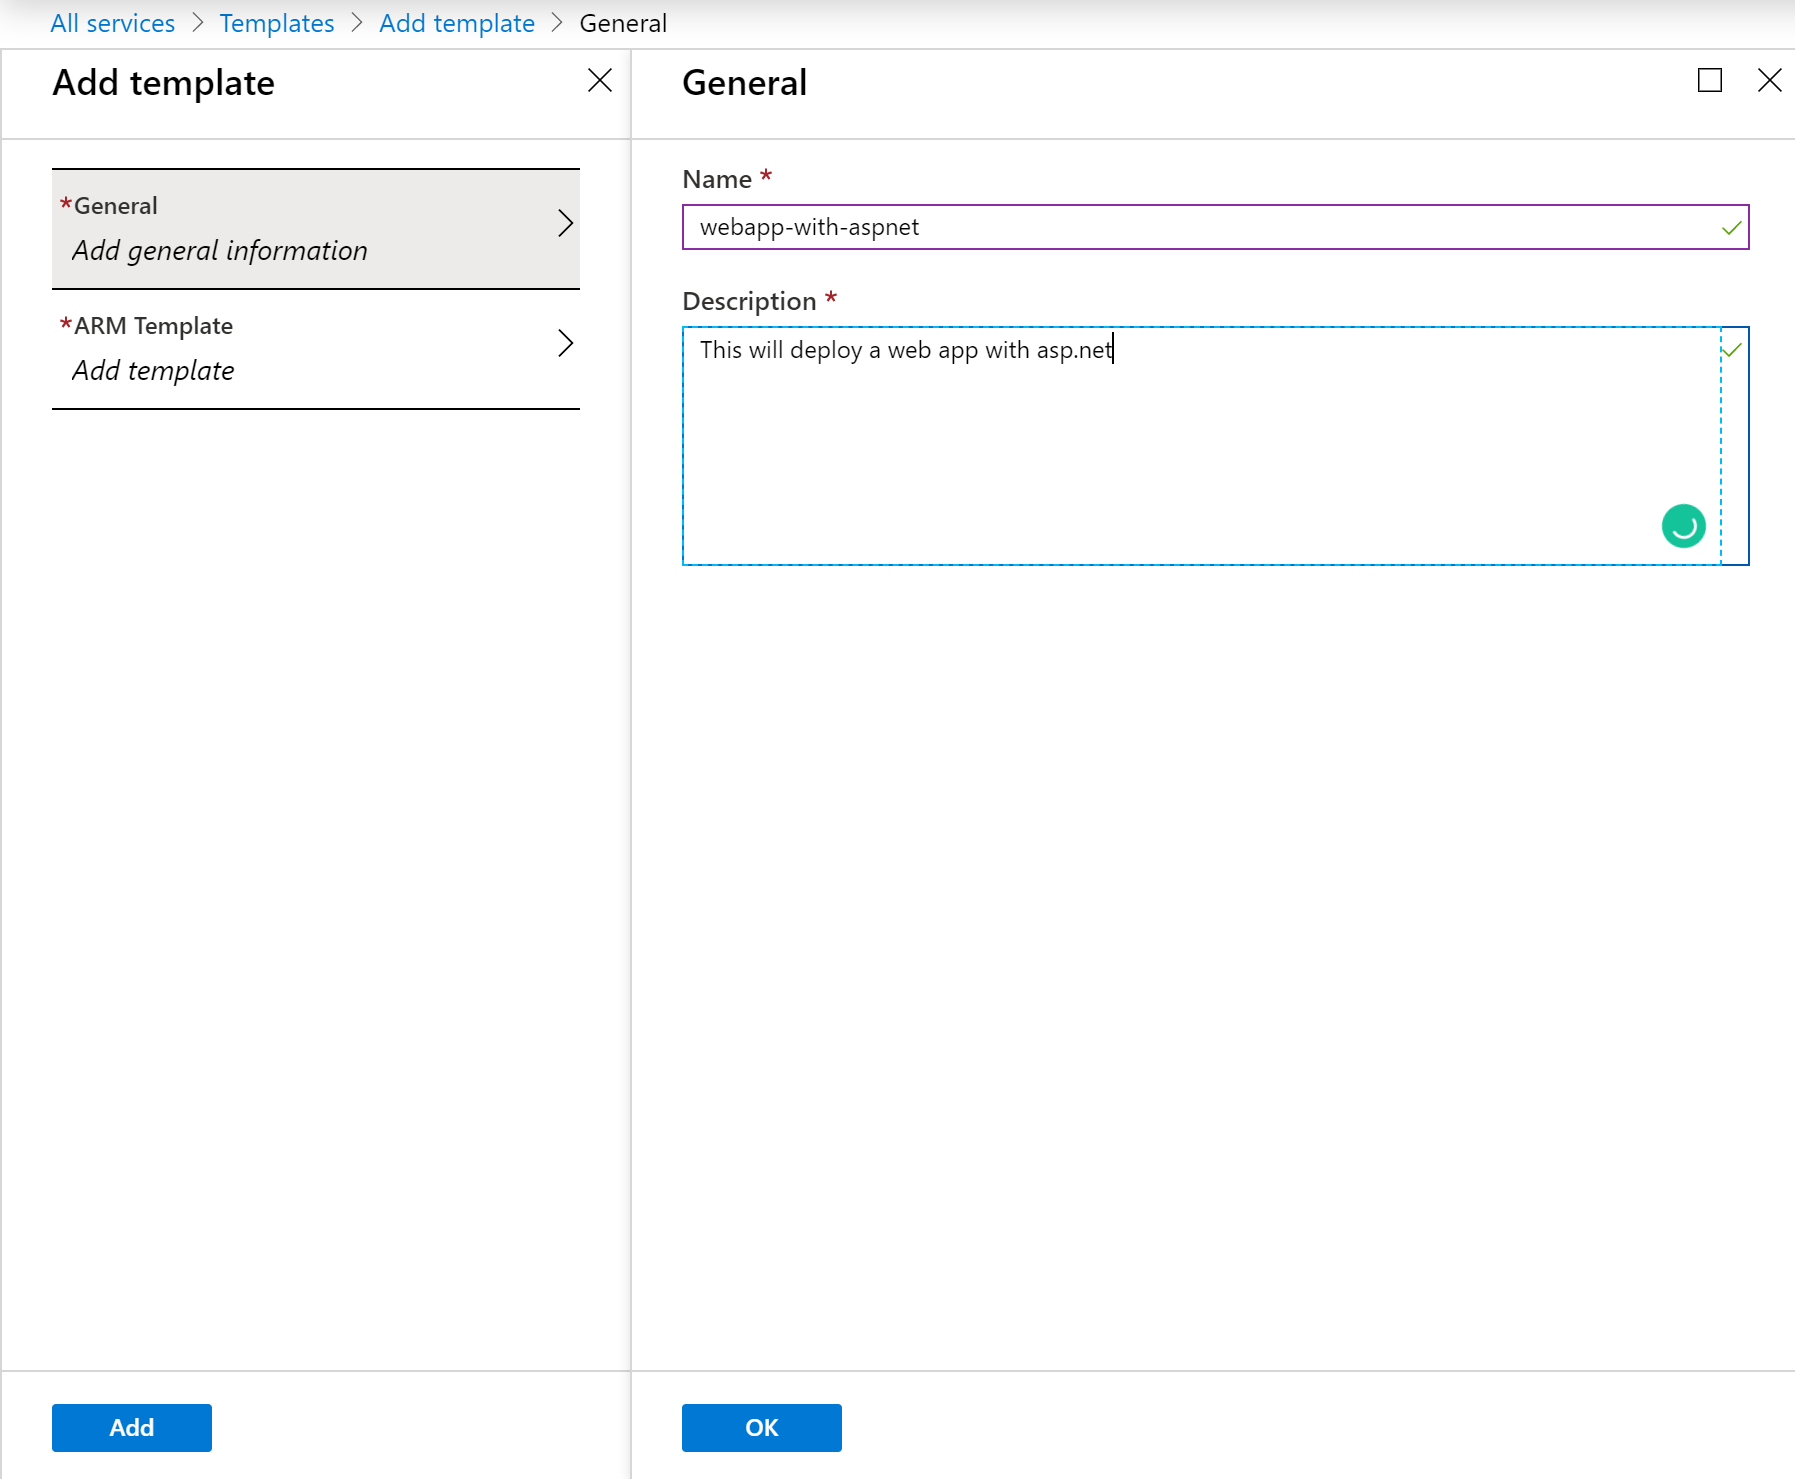 All services > Templates > Add template > General
Add template
*General
Add general information
*ARM Template
Add template
Add
General
Name *
webapp-with-aspnet
Description *
This will deploy a web app with asp.net
OK